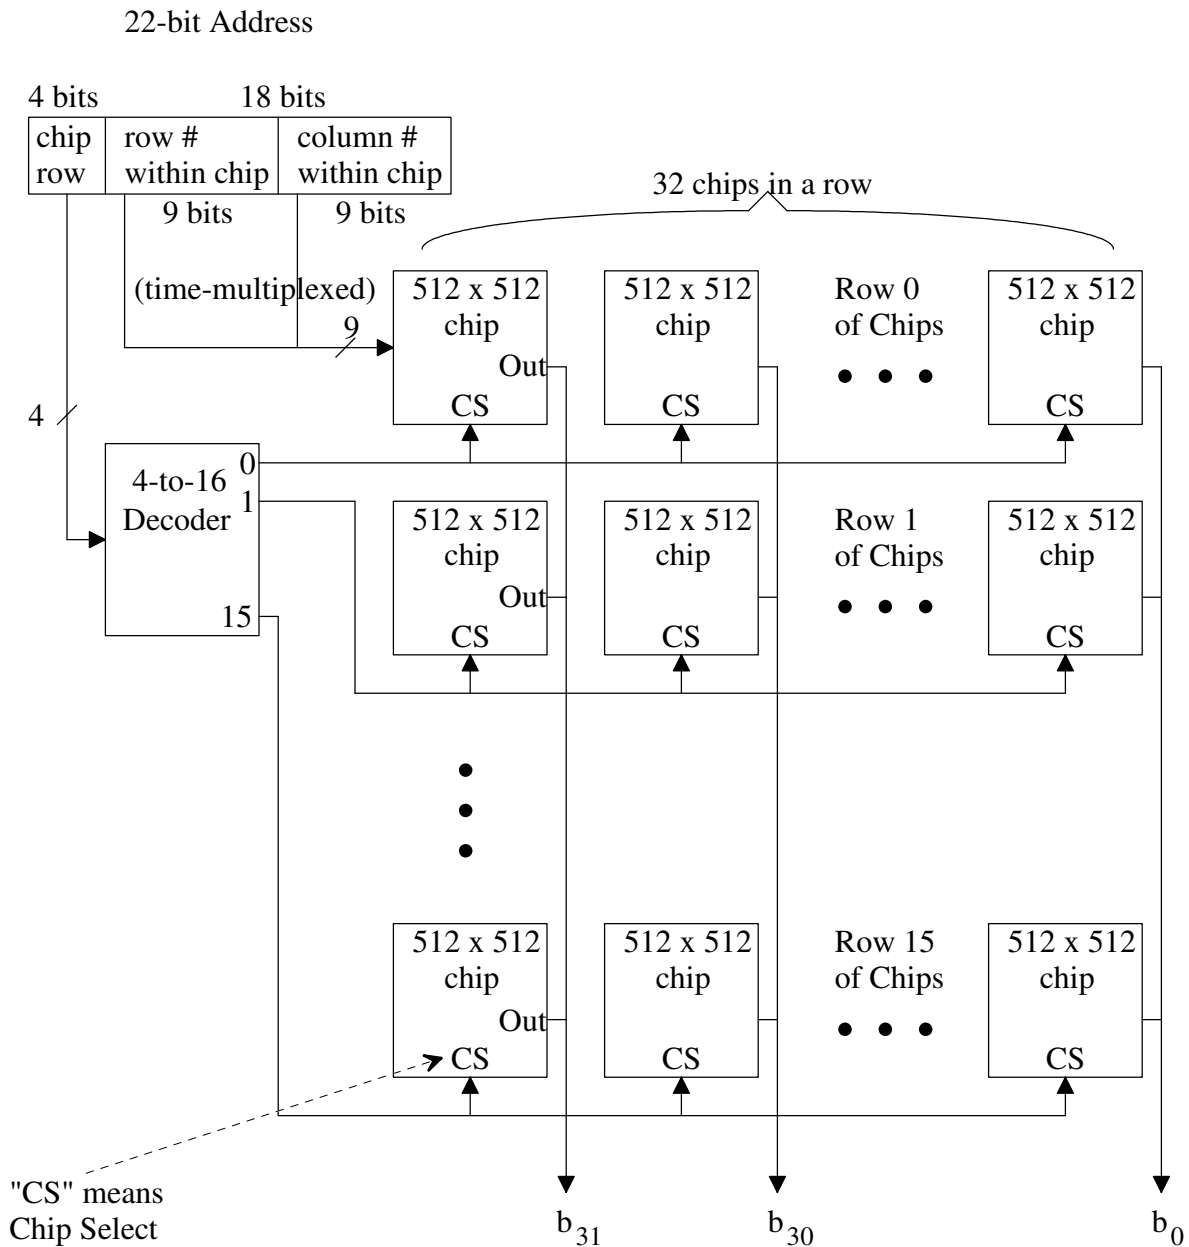 22-bit Address
4 bits 18 bits
chip row
row # within chip
column # within chip
9 bits 9 bits
32 chips in a row
(time-multiplexed)
9
512 x 512
chip
Out
CS
512 x 512
chip
CS
Row 0
of Chips
512 x 512
chip
CS
4
4-to-16
Decoder
0
1
15
512 x 512
chip
Out
CS
512 x 512
chip
CS
Row 1
of Chips
512 x 512
chip
CS
512 x 512
chip
Out
CS
512 x 512
chip
CS
Row 15
of Chips
512 x 512
chip
CS
"CS" means
Chip Select
b31 b30 b0